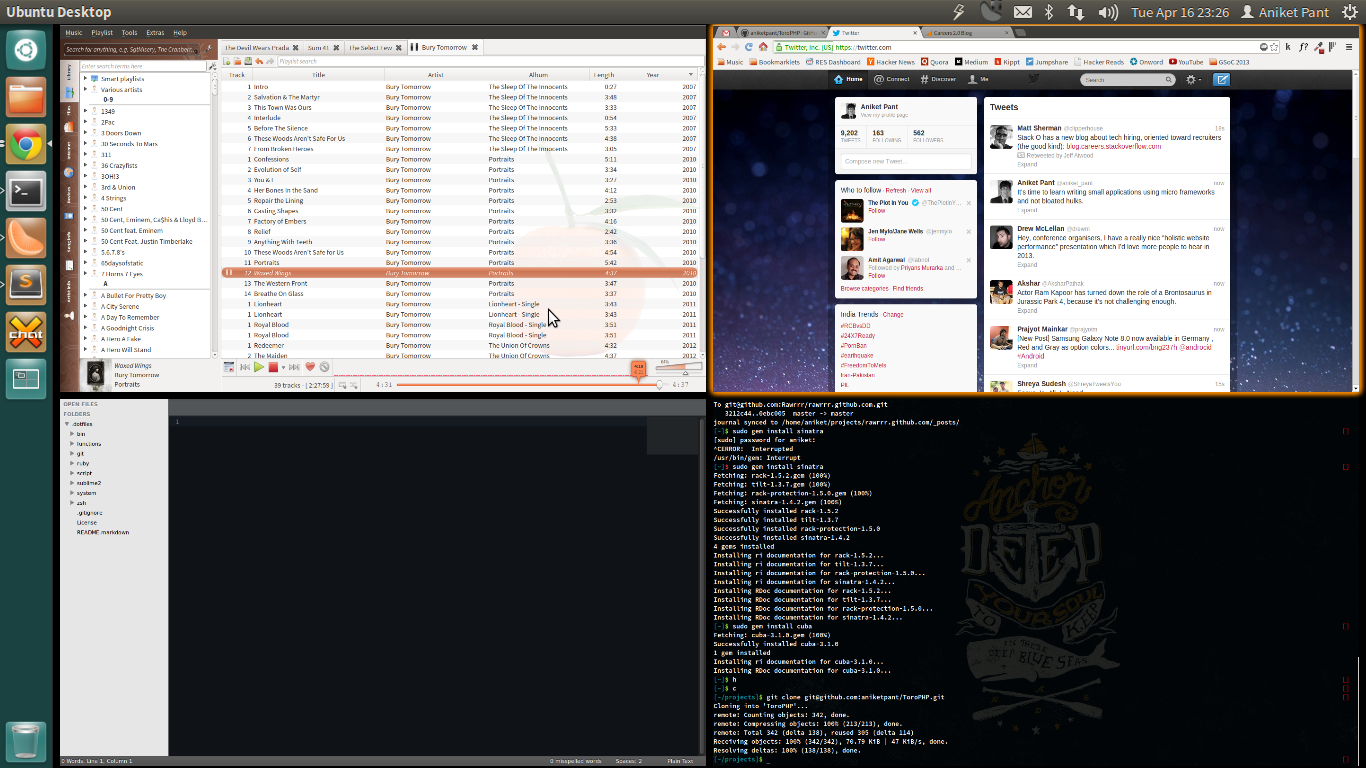 Ubuntu Desktop
Tue Apr 16 23:26 Aniket Pant
Music Playlist Tools Extras Help
Search for anything, e.g. SgtMisery, The Cranberr...
Enter search terms here
Smart playlists
Various artists
0-9
1349
2Pac
3 Doors Down
30 Seconds To Mars
311
36 Crazyfists
3OH!3
3rd & Union
4 Strings
50 Cent
50 Cent, Eminem, Ca$his & Lloyd B...
50 Cent feat. Eminem
50 Cent Feat. Justin Timberlake
5.6.7.8's
65daysofstatic
7 Horns 7 Eyes
A
A Bullet For Pretty Boy
A City Serene
A Day To Remember
A Goodnight Crisis
A Hero A Fake
A Hero Will Stand
Waxed Wings
Bury Tomorrow
Portraits
The Devil Wears Prada Sum 41 The Select Few Bury Tomorrow
Playlist search
Track Title Artist Album Length Year
1 Intro Bury Tomorrow The Sleep Of The Innocents 0:27 2007
2 Salvation & The Martyr Bury Tomorrow The Sleep Of The Innocents 3:48 2007
3 This Town Was Ours Bury Tomorrow The Sleep Of The Innocents 3:33 2007
4 Interlude Bury Tomorrow The Sleep Of The Innocents 0:54 2007
5 Before The Silence Bury Tomorrow The Sleep Of The Innocents 5:33 2007
6 These Woods Aren't Safe For Us Bury Tomorrow The Sleep Of The Innocents 4:38 2007
7 From Broken Heroes Bury Tomorrow The Sleep Of The Innocents 3:05 2007
1 Confessions Bury Tomorrow Portraits 5:11 2010
2 Evolution of Self Bury Tomorrow Portraits 3:34 2010
3 You & I Bury Tomorrow Portraits 3:27 2010
4 Her Bones In the Sand Bury Tomorrow Portraits 4:12 2010
5 Repair the Lining Bury Tomorrow Portraits 2:53 2010
6 Casting Shapes Bury Tomorrow Portraits 3:32 2010
7 Factory of Embers Bury Tomorrow Portraits 4:16 2010
8 Relief Bury Tomorrow Portraits 2:42 2010
9 Anything With Teeth Bury Tomorrow Portraits 3:36 2010
10 These Woods Aren't Safe for Us Bury Tomorrow Portraits 4:54 2010
11 Portraits Bury Tomorrow Portraits 5:42 2010
12 Waxed Wings Bury Tomorrow Portraits 4:37 2010
13 The Western Front Bury Tomorrow Portraits 3:47 2010
14 Breathe On Glass Bury Tomorrow Portraits 3:37 2010
1 Lionheart Bury Tomorrow Lionheart - Single 3:43 2011
1 Lionheart Bury Tomorrow Lionheart - Single 3:43 2011
1 Royal Blood Bury Tomorrow Royal Blood - Single 3:51 2011
1 Royal Blood Bury Tomorrow Royal Blood - Single 3:51 2011
1 Redeemer Bury Tomorrow The Union Of Crowns 4:32 2012
2 The Maiden Bury Tomorrow The Union Of Crowns 3:37 2012
39 tracks - [ 2:27:59 ] 4:31 4:37
aniketpant/ToroPHP · GitHub Twitter Careers 2.0 Blog
Twitter, Inc. [US] https://twitter.com
Music Bookmarklets RES Dashboard Hacker News Quora Medium Kippt Jumpshare Hacker Reads Onword YouTube GSoC 2013
Home Connect Discover Me Search
Aniket Pant
View my profile page
9,202 163 562
TWEETS FOLLOWING FOLLOWERS
Compose new Tweet...
Who to follow · Refresh · View all
The Plot In You @ThePlotinY...
Follow
Jen Mylo/Jane Wells @jenmylo
Follow
Amit Agarwal @labnol
Followed by Priyans Murarka and ...
Follow
Browse categories · Find friends
India Trends · Change
#RCBvsDD
#24X7Ready
#PornBan
#earthquake
#FreedomToMels
Iran-Pakistan
PIL
Tweets
Matt Sherman @clipperhouse 18s
Stack O has a new blog about tech hiring, oriented toward recruiters
(the good kind): blog.careers.stackoverflow.com
Retweeted by Jeff Atwood
Expand
Aniket Pant @aniket_pant now
It's time to learn writing small applications using micro frameworks
and not bloated hulks.
Expand
Drew McLellan @drewm now
Hey, conference organisers, I have a really nice "holistic website
performance" presentation which I'd love more people to hear in
2013.
Expand
Akshar @AksharPathak now
Actor Ram Kapoor has turned down the role of a Brontosaurus in
Jurassic Park 4, because it's not challenging enough.
Expand
Prajyot Mainkar @prajyotm now
[New Post] Samsung Galaxy Note 8.0 now available in Germany ,
Red and Gray as option colors... tinyurl.com/bng237h @androcid
#Android
Expand
Shreya Sudesh @ShreyaTweetsYou 15s
OPEN FILES
FOLDERS
.dotfiles
bin
functions
git
ruby
script
sublime2
system
zsh
.gitignore
License
README.markdown
1
0 Words, Line 1, Column 1 0 misspelled words Spaces: 2 Plain Text
To git@github.com:Rawrrr/rawrrr.github.com.git
3212c44..0ebc005 master -> master
journal synced to /home/aniket/projects/rawrrr.github.com/_posts/
[~]$ sudo gem install sinatra
[sudo] password for aniket:
^CERROR: Interrupted
/usr/bin/gem: Interrupt
[~]$ sudo gem install sinatra
Fetching: rack-1.5.2.gem (100%)
Fetching: tilt-1.3.7.gem (100%)
Fetching: rack-protection-1.5.0.gem (100%)
Fetching: sinatra-1.4.2.gem (100%)
Successfully installed rack-1.5.2
Successfully installed tilt-1.3.7
Successfully installed rack-protection-1.5.0
Successfully installed sinatra-1.4.2
4 gems installed
Installing ri documentation for rack-1.5.2...
Installing ri documentation for tilt-1.3.7...
Installing ri documentation for rack-protection-1.5.0...
Installing ri documentation for sinatra-1.4.2...
Installing RDoc documentation for rack-1.5.2...
Installing RDoc documentation for tilt-1.3.7...
Installing RDoc documentation for rack-protection-1.5.0...
Installing RDoc documentation for sinatra-1.4.2...
[~]$ sudo gem install cuba
Fetching: cuba-3.1.0.gem (100%)
Successfully installed cuba-3.1.0
1 gem installed
Installing ri documentation for cuba-3.1.0...
Installing RDoc documentation for cuba-3.1.0...
[~]$ h
[~]$ c
[~/projects]$ git clone git@github.com:aniketpant/ToroPHP.git
Cloning into 'ToroPHP'...
remote: Counting objects: 342, done.
remote: Compressing objects: 100% (213/213), done.
remote: Total 342 (delta 138), reused 305 (delta 114)
Receiving objects: 100% (342/342), 70.79 KiB | 47 KiB/s, done.
Resolving deltas: 100% (138/138), done.
[~/projects]$ _
Anchor
DEEP
YOUR SOUL
IN THESE
DEEP BLUE SEAS